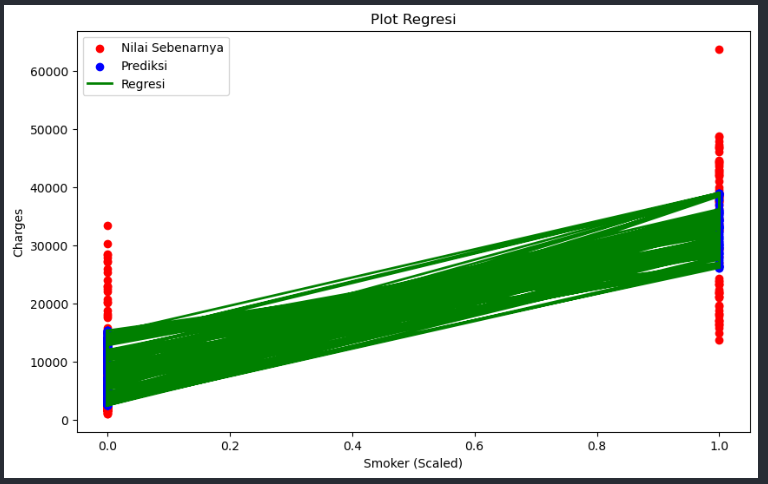 Plot Regresi
Nilai Sebenarnya
Prediksi
Regresi
Charges
60000
50000
40000
30000
20000
10000
0
0.0 0.2 0.4 0.6 0.8 1.0
Smoker (Scaled)